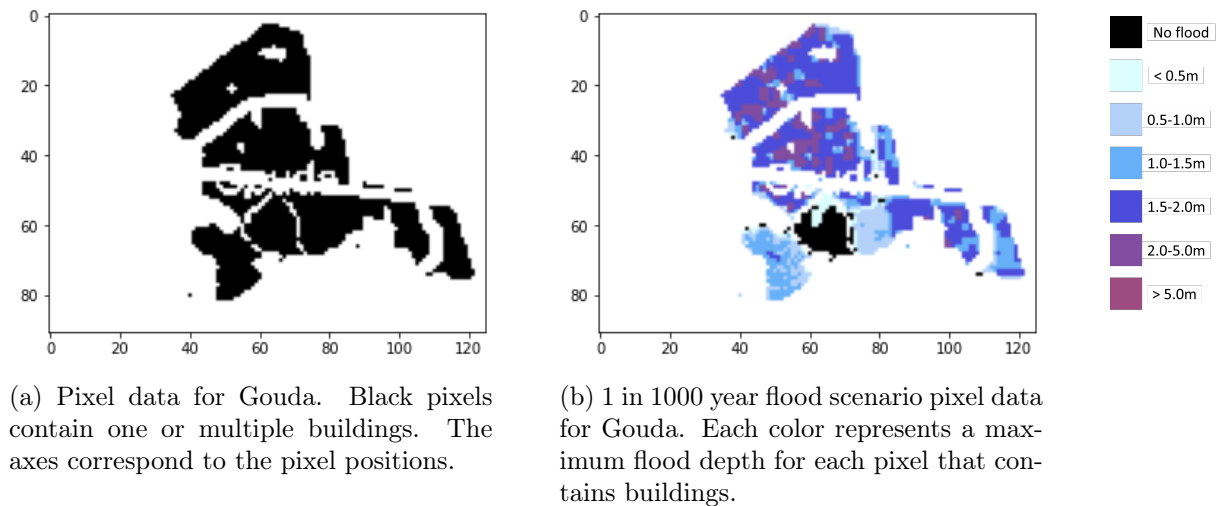 0
20
40
60
80
0 20 40 60 80 100 120
(a) Pixel data for Gouda. Black pixels
contain one or multiple buildings. The
axes correspond to the pixel positions.
0
20
40
60
80
0 20 40 60 80 100 120
(b) 1 in 1000 year flood scenario pixel data
for Gouda. Each color represents a max-
imum flood depth for each pixel that con-
tains buildings.
No flood
< 0.5m
0.5-1.0m
1.0-1.5m
1.5-2.0m
2.0-5.0m
> 5.0m